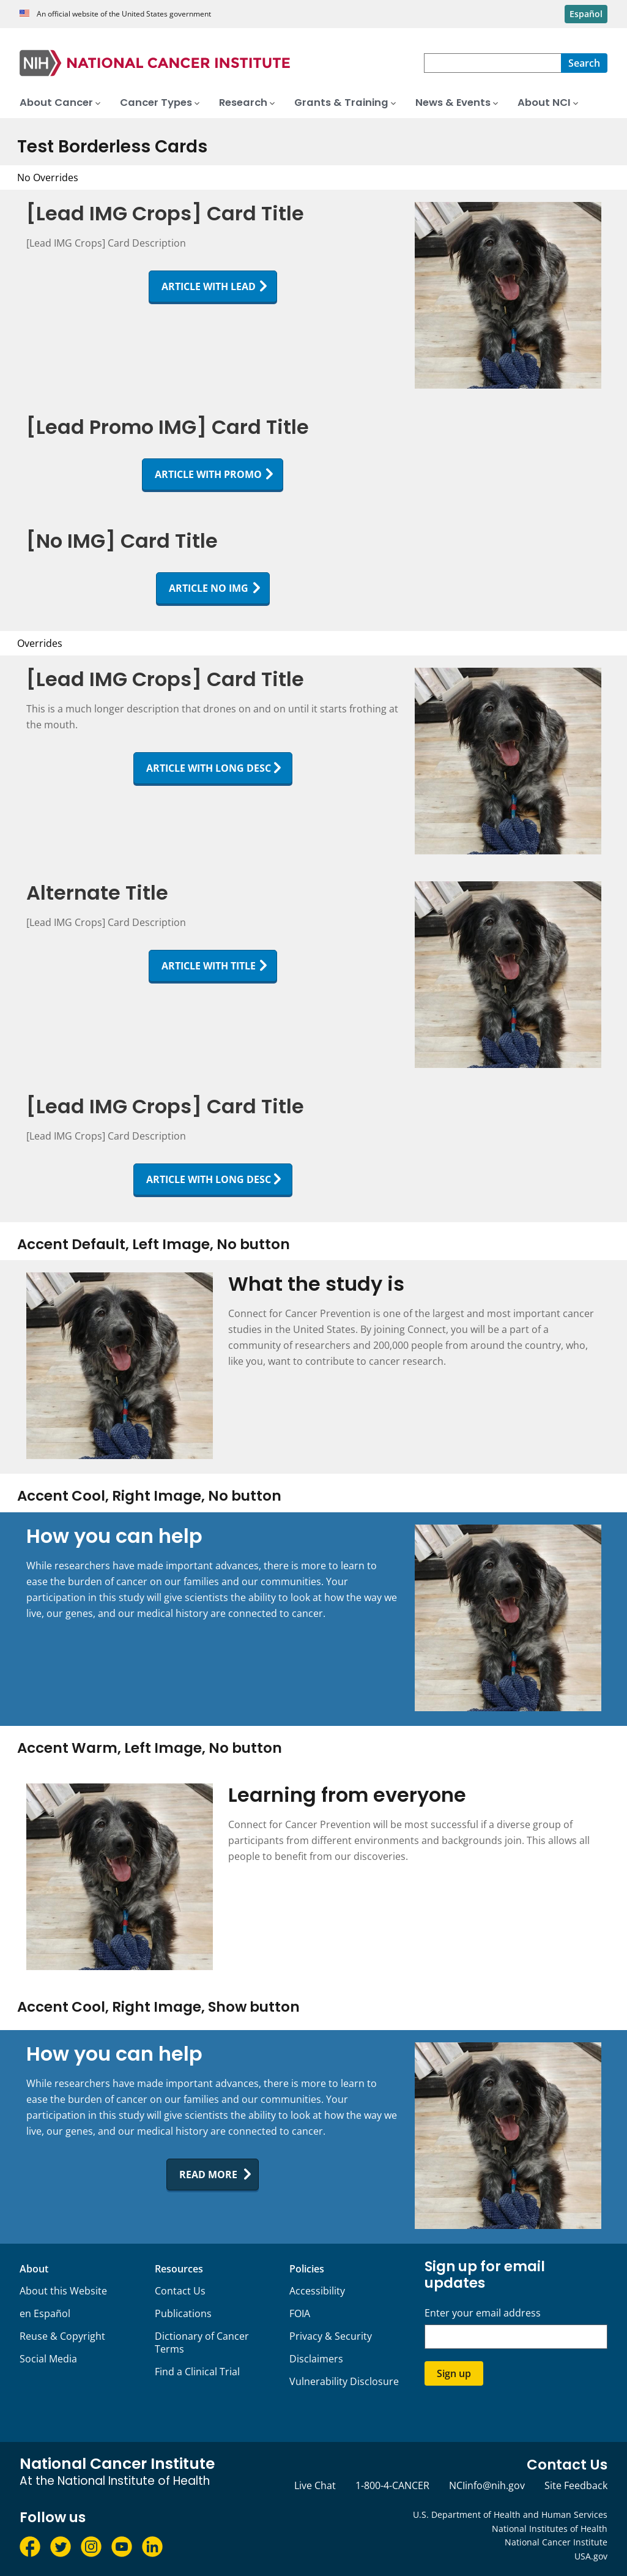 An official website of the United States government
Español
NIH NATIONAL CANCER INSTITUTE
Search
About Cancer
Cancer Types
Research
Grants & Training
News & Events
About NCI
Test Borderless Cards
No Overrides
[Lead IMG Crops] Card Title
[Lead IMG Crops] Card Description
ARTICLE WITH LEAD
[Lead Promo IMG] Card Title
ARTICLE WITH PROMO
[No IMG] Card Title
ARTICLE NO IMG
Overrides
[Lead IMG Crops] Card Title
This is a much longer description that drones on and on until it starts frothing at
the mouth.
ARTICLE WITH LONG DESC
Alternate Title
[Lead IMG Crops] Card Description
ARTICLE WITH TITLE
[Lead IMG Crops] Card Title
[Lead IMG Crops] Card Description
ARTICLE WITH LONG DESC
Accent Default, Left Image, No button
What the study is
Connect for Cancer Prevention is one of the largest and most important cancer
studies in the United States. By joining Connect, you will be a part of a
community of researchers and 200,000 people from around the country, who,
like you, want to contribute to cancer research.
Accent Cool, Right Image, No button
How you can help
While researchers have made important advances, there is more to learn to
ease the burden of cancer on our families and our communities. Your
participation in this study will give scientists the ability to look at how the way we
live, our genes, and our medical history are connected to cancer.
Accent Warm, Left Image, No button
Learning from everyone
Connect for Cancer Prevention will be most successful if a diverse group of
participants from different environments and backgrounds join. This allows all
people to benefit from our discoveries.
Accent Cool, Right Image, Show button
How you can help
While researchers have made important advances, there is more to learn to
ease the burden of cancer on our families and our communities. Your
participation in this study will give scientists the ability to look at how the way we
live, our genes, and our medical history are connected to cancer.
READ MORE
About
About this Website
en Español
Reuse & Copyright
Social Media
Resources
Contact Us
Publications
Dictionary of Cancer
Terms
Find a Clinical Trial
Policies
Accessibility
FOIA
Privacy & Security
Disclaimers
Vulnerability Disclosure
Sign up for email
updates
Enter your email address
Sign up
National Cancer Institute
At the National Institute of Health
Contact Us
Live Chat
1-800-4-CANCER
NCIinfo@nih.gov
Site Feedback
Follow us
U.S. Department of Health and Human Services
National Institutes of Health
National Cancer Institute
USA.gov